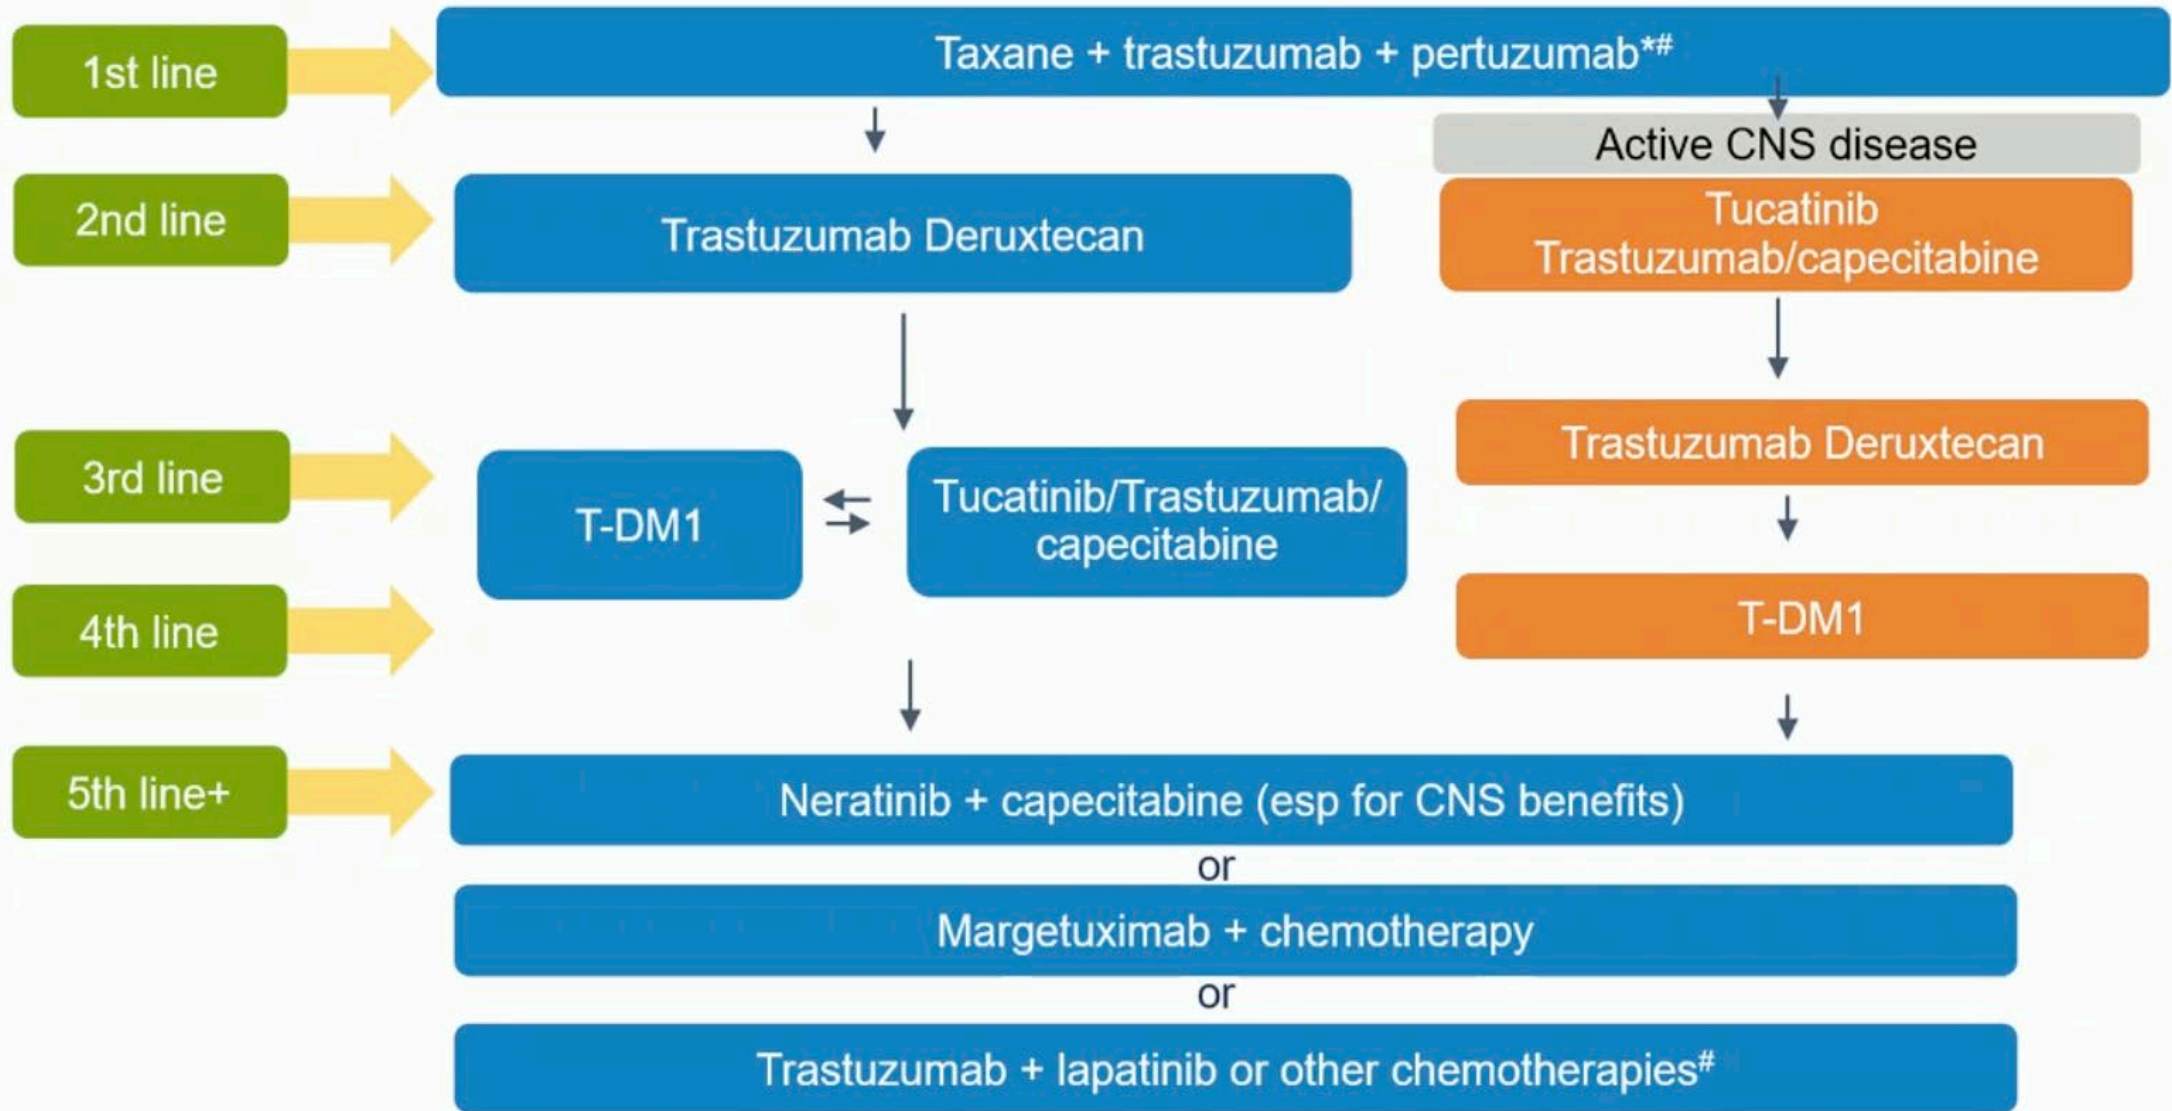 1st line
Taxane + trastuzumab + pertuzumab*#
Active CNS disease
2nd line
Trastuzumab Deruxtecan
Tucatinib
Trastuzumab/capecitabine
3rd line
T-DM1
Tucatinib/Trastuzumab/
capecitabine
Trastuzumab Deruxtecan
4th line
T-DM1
5th line+
Neratinib + capecitabine (esp for CNS benefits)
or
Margetuximab + chemotherapy
or
Trastuzumab + lapatinib or other chemotherapies#